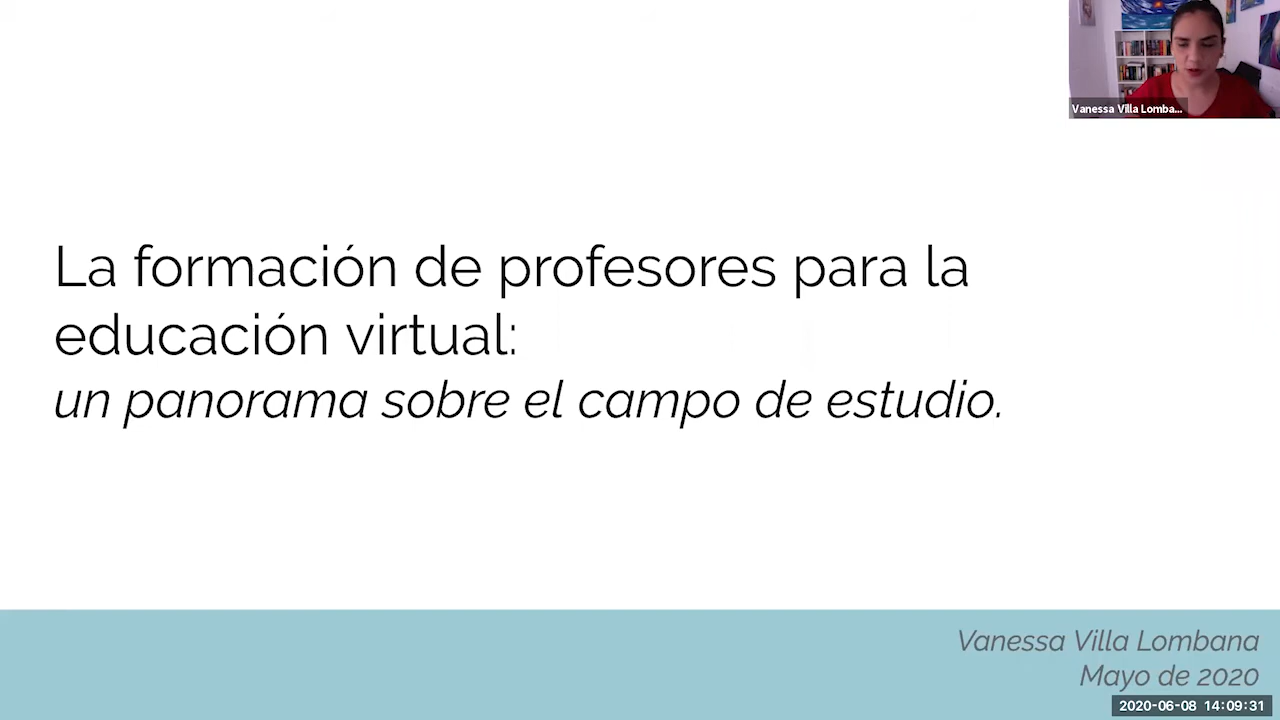 Vanessa Villa Lomba...
La formación de profesores para la
educación virtual:
un panorama sobre el campo de estudio.
Vanessa Villa Lombana
Mayo de 2020
2020-06-08 14:09:31